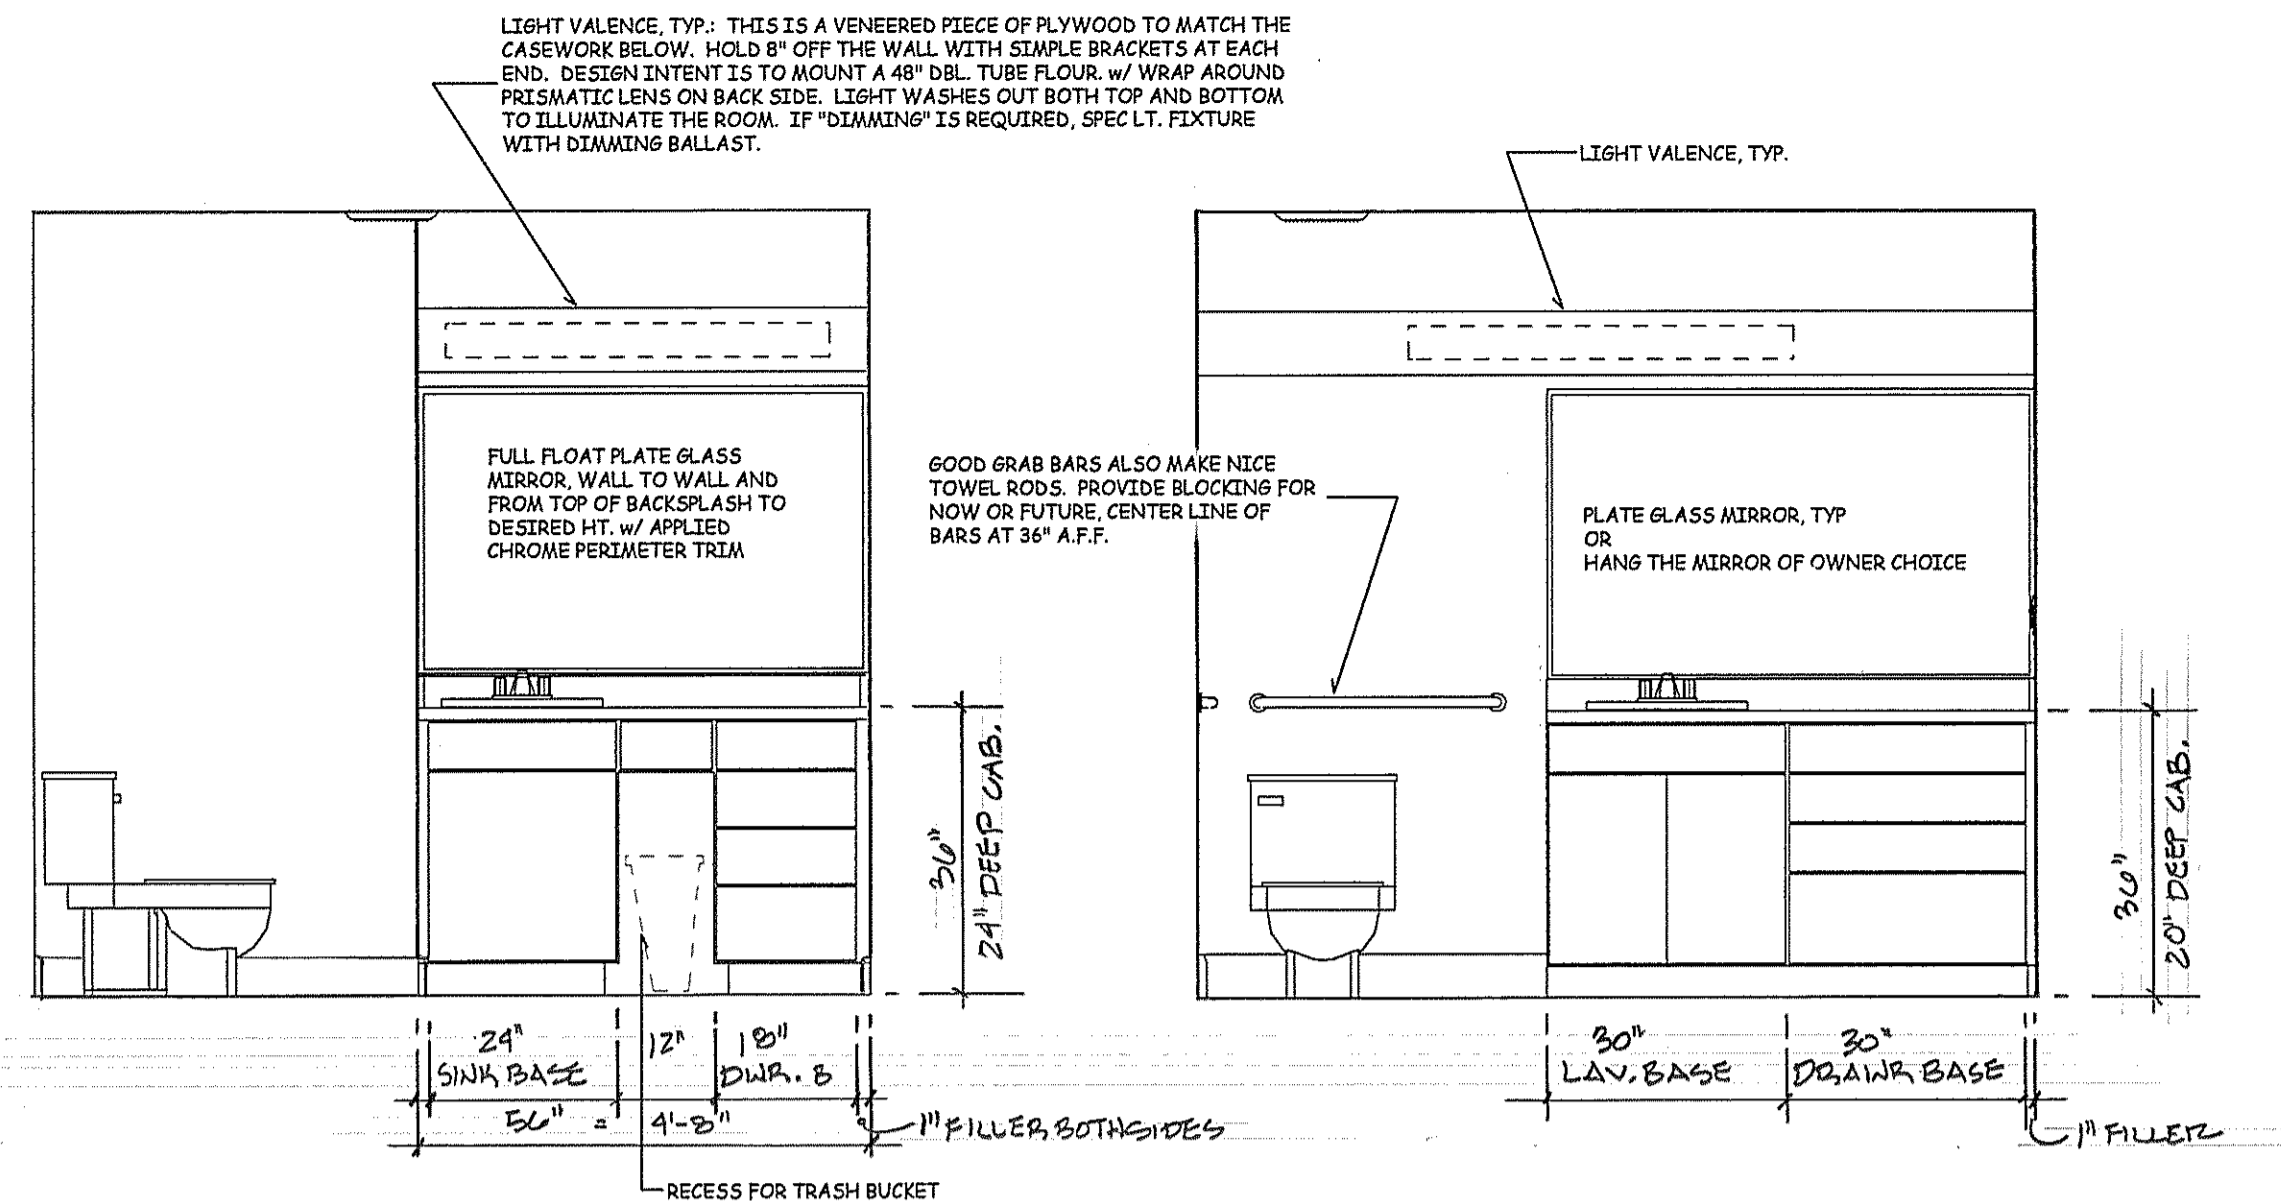 LIGHT VALENCE, TYP.: THIS IS A VENEERED PIECE OF PLYWOOD TO MATCH THE
CASEWORK BELOW. HOLD 8" OFF THE WALL WITH SIMPLE BRACKETS AT EACH
END. DESIGN INTENT IS TO MOUNT A 48" DBL. TUBE FLOUR. w/ WRAP AROUND
PRISMATIC LENS ON BACK SIDE. LIGHT WASHES OUT BOTH TOP AND BOTTOM
TO ILLUMINATE THE ROOM. IF "DIMMING" IS REQUIRED, SPEC LT. FIXTURE
WITH DIMMING BALLAST.
LIGHT VALENCE, TYP.
FULL FLOAT PLATE GLASS
MIRROR, WALL TO WALL AND
FROM TOP OF BACKSPLASH TO
DESIRED HT. w/ APPLIED
CHROME PERIMETER TRIM
GOOD GRAB BARS ALSO MAKE NICE
TOWEL RODS. PROVIDE BLOCKING FOR
NOW OR FUTURE, CENTER LINE OF
BARS AT 36" A.F.F.
PLATE GLASS MIRROR, TYP
OR
HANG THE MIRROR OF OWNER CHOICE
36"
24" DEEP CAB.
36"
20" DEEP CAB.
24" 12" 18"
SINK BASE DWR. B
56" = 4'-8"
1" FILLER BOTH SIDES
30" 30"
LAV. BASE DRAWR BASE
1" FILLER
RECESS FOR TRASH BUCKET